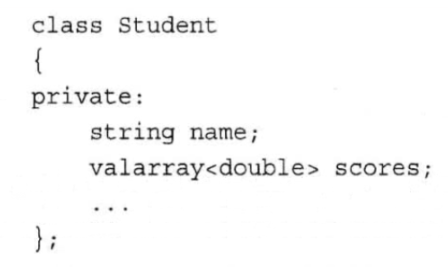 class Student
{
private:
    string name;
    valarray<double> scores;
    ...
};